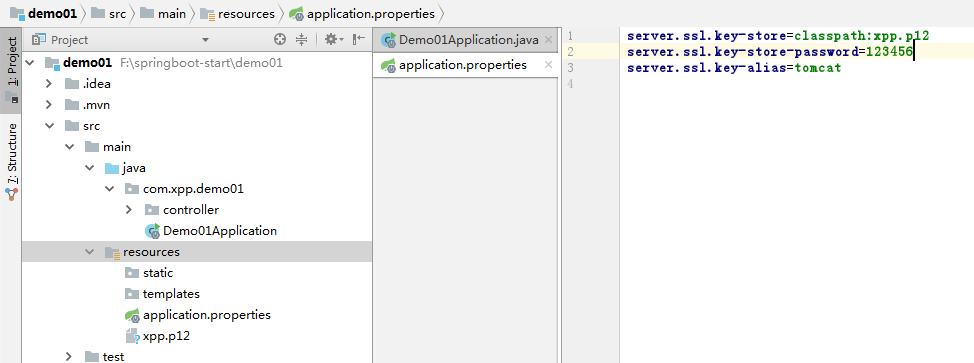 demo01 src main resources application.properties
1: Project
7: Structure
Project
demo01 F:\springboot-start\demo01
.idea
.mvn
src
main
java
com.xpp.demo01
controller
Demo01Application
resources
static
templates
application.properties
xpp.p12
test
Demo01Application.java
application.properties
1 server.ssl.key-store=classpath:xpp.p12
2 server.ssl.key-store-password=123456
3 server.ssl.key-alias=tomcat
4